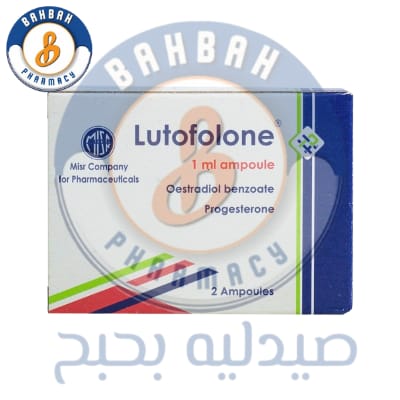 BAHBAH
PHARMACY
BAHBAH
Lutofolone®
MISR
Misr Company
for Pharmaceuticals
1 ml ampoule
Oestradiol benzoate
Progesterone
PHARMACY
2 Ampoules
صيدليه بحبح